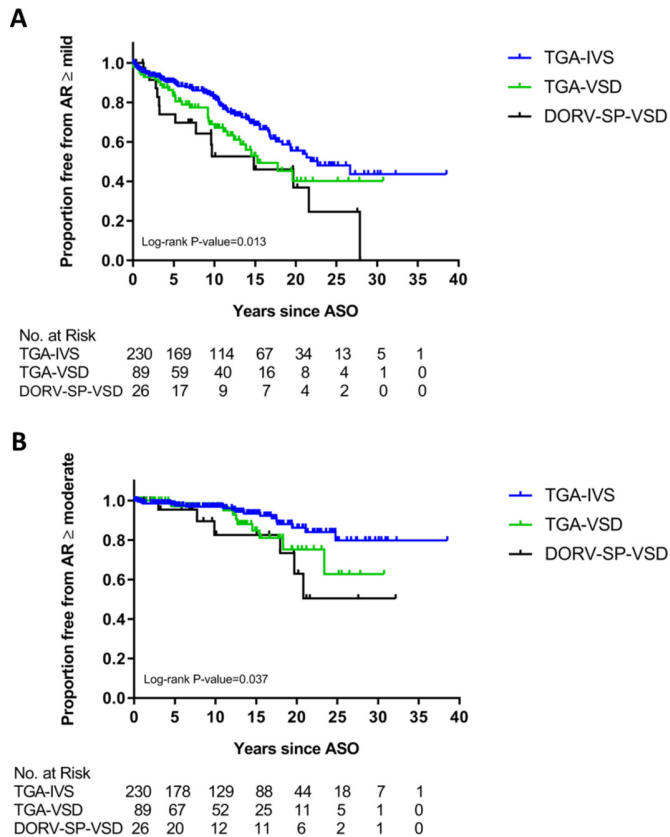 A
Proportion free from AR ≥ mild
1.0
0.8
0.6
0.4
0.2
0.0
Log-rank P-value=0.013
0 5 10 15 20 25 30 35 40
Years since ASO
TGA-IVS
TGA-VSD
DORV-SP-VSD
No. at Risk
TGA-IVS 230 169 114 67 34 13 5 1
TGA-VSD 89 59 40 16 8 4 1 0
DORV-SP-VSD 26 17 9 7 4 2 0 0
B
Proportion free from AR ≥ moderate
1.0
0.8
0.6
0.4
0.2
0.0
Log-rank P-value=0.037
0 5 10 15 20 25 30 35 40
Years since ASO
TGA-IVS
TGA-VSD
DORV-SP-VSD
No. at Risk
TGA-IVS 230 178 129 88 44 18 7 1
TGA-VSD 89 67 52 25 11 5 1 0
DORV-SP-VSD 26 20 12 11 6 2 1 0